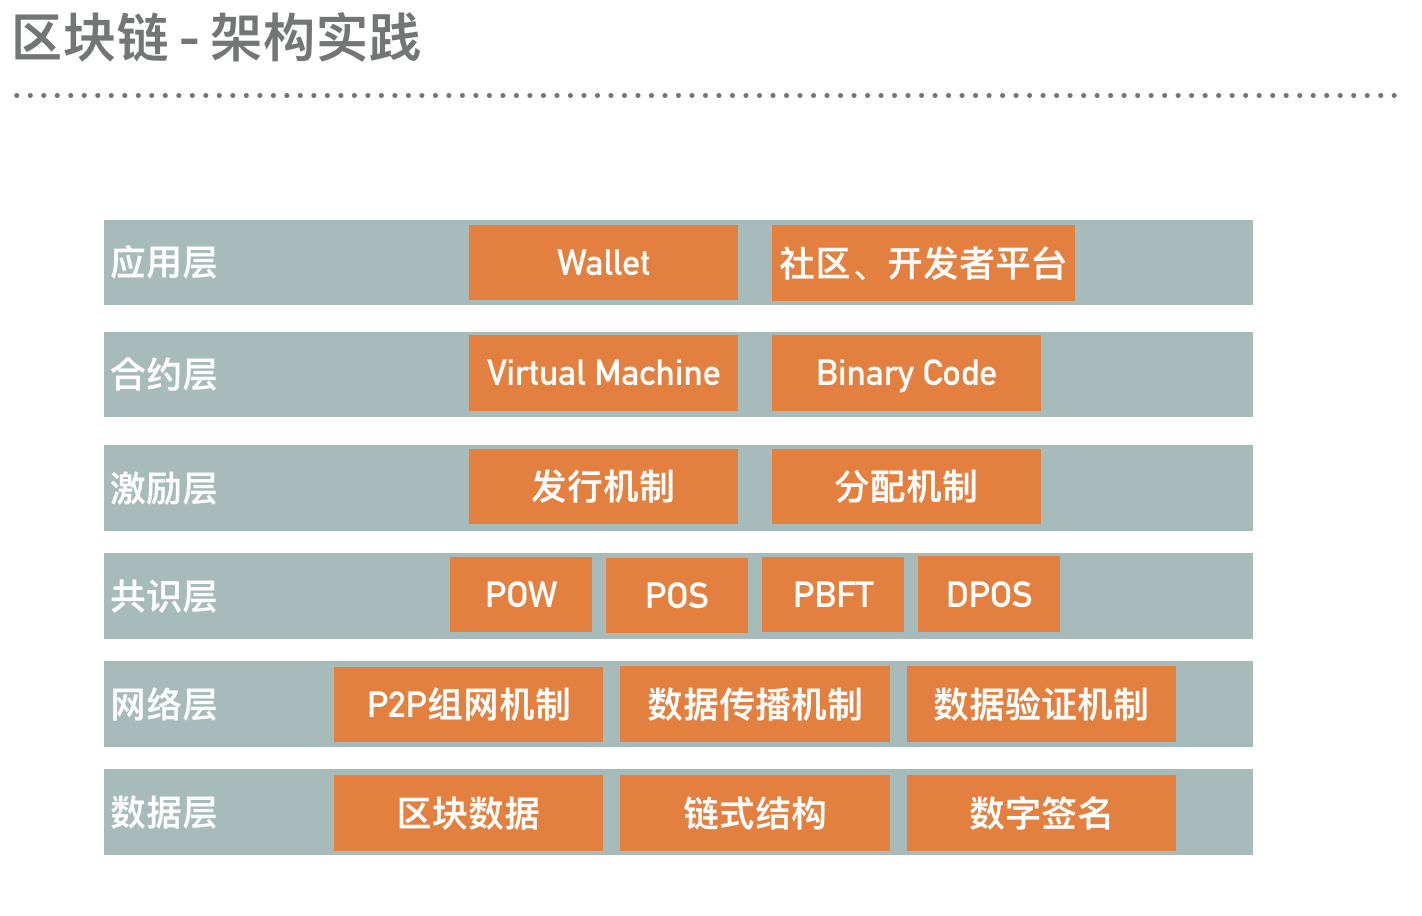 区块链 - 架构实践
应用层
Wallet
社区、开发者平台
合约层
Virtual Machine
Binary Code
激励层
发行机制
分配机制
共识层
POW
POS
PBFT
DPOS
网络层
P2P组网机制
数据传播机制
数据验证机制
数据层
区块数据
链式结构
数字签名